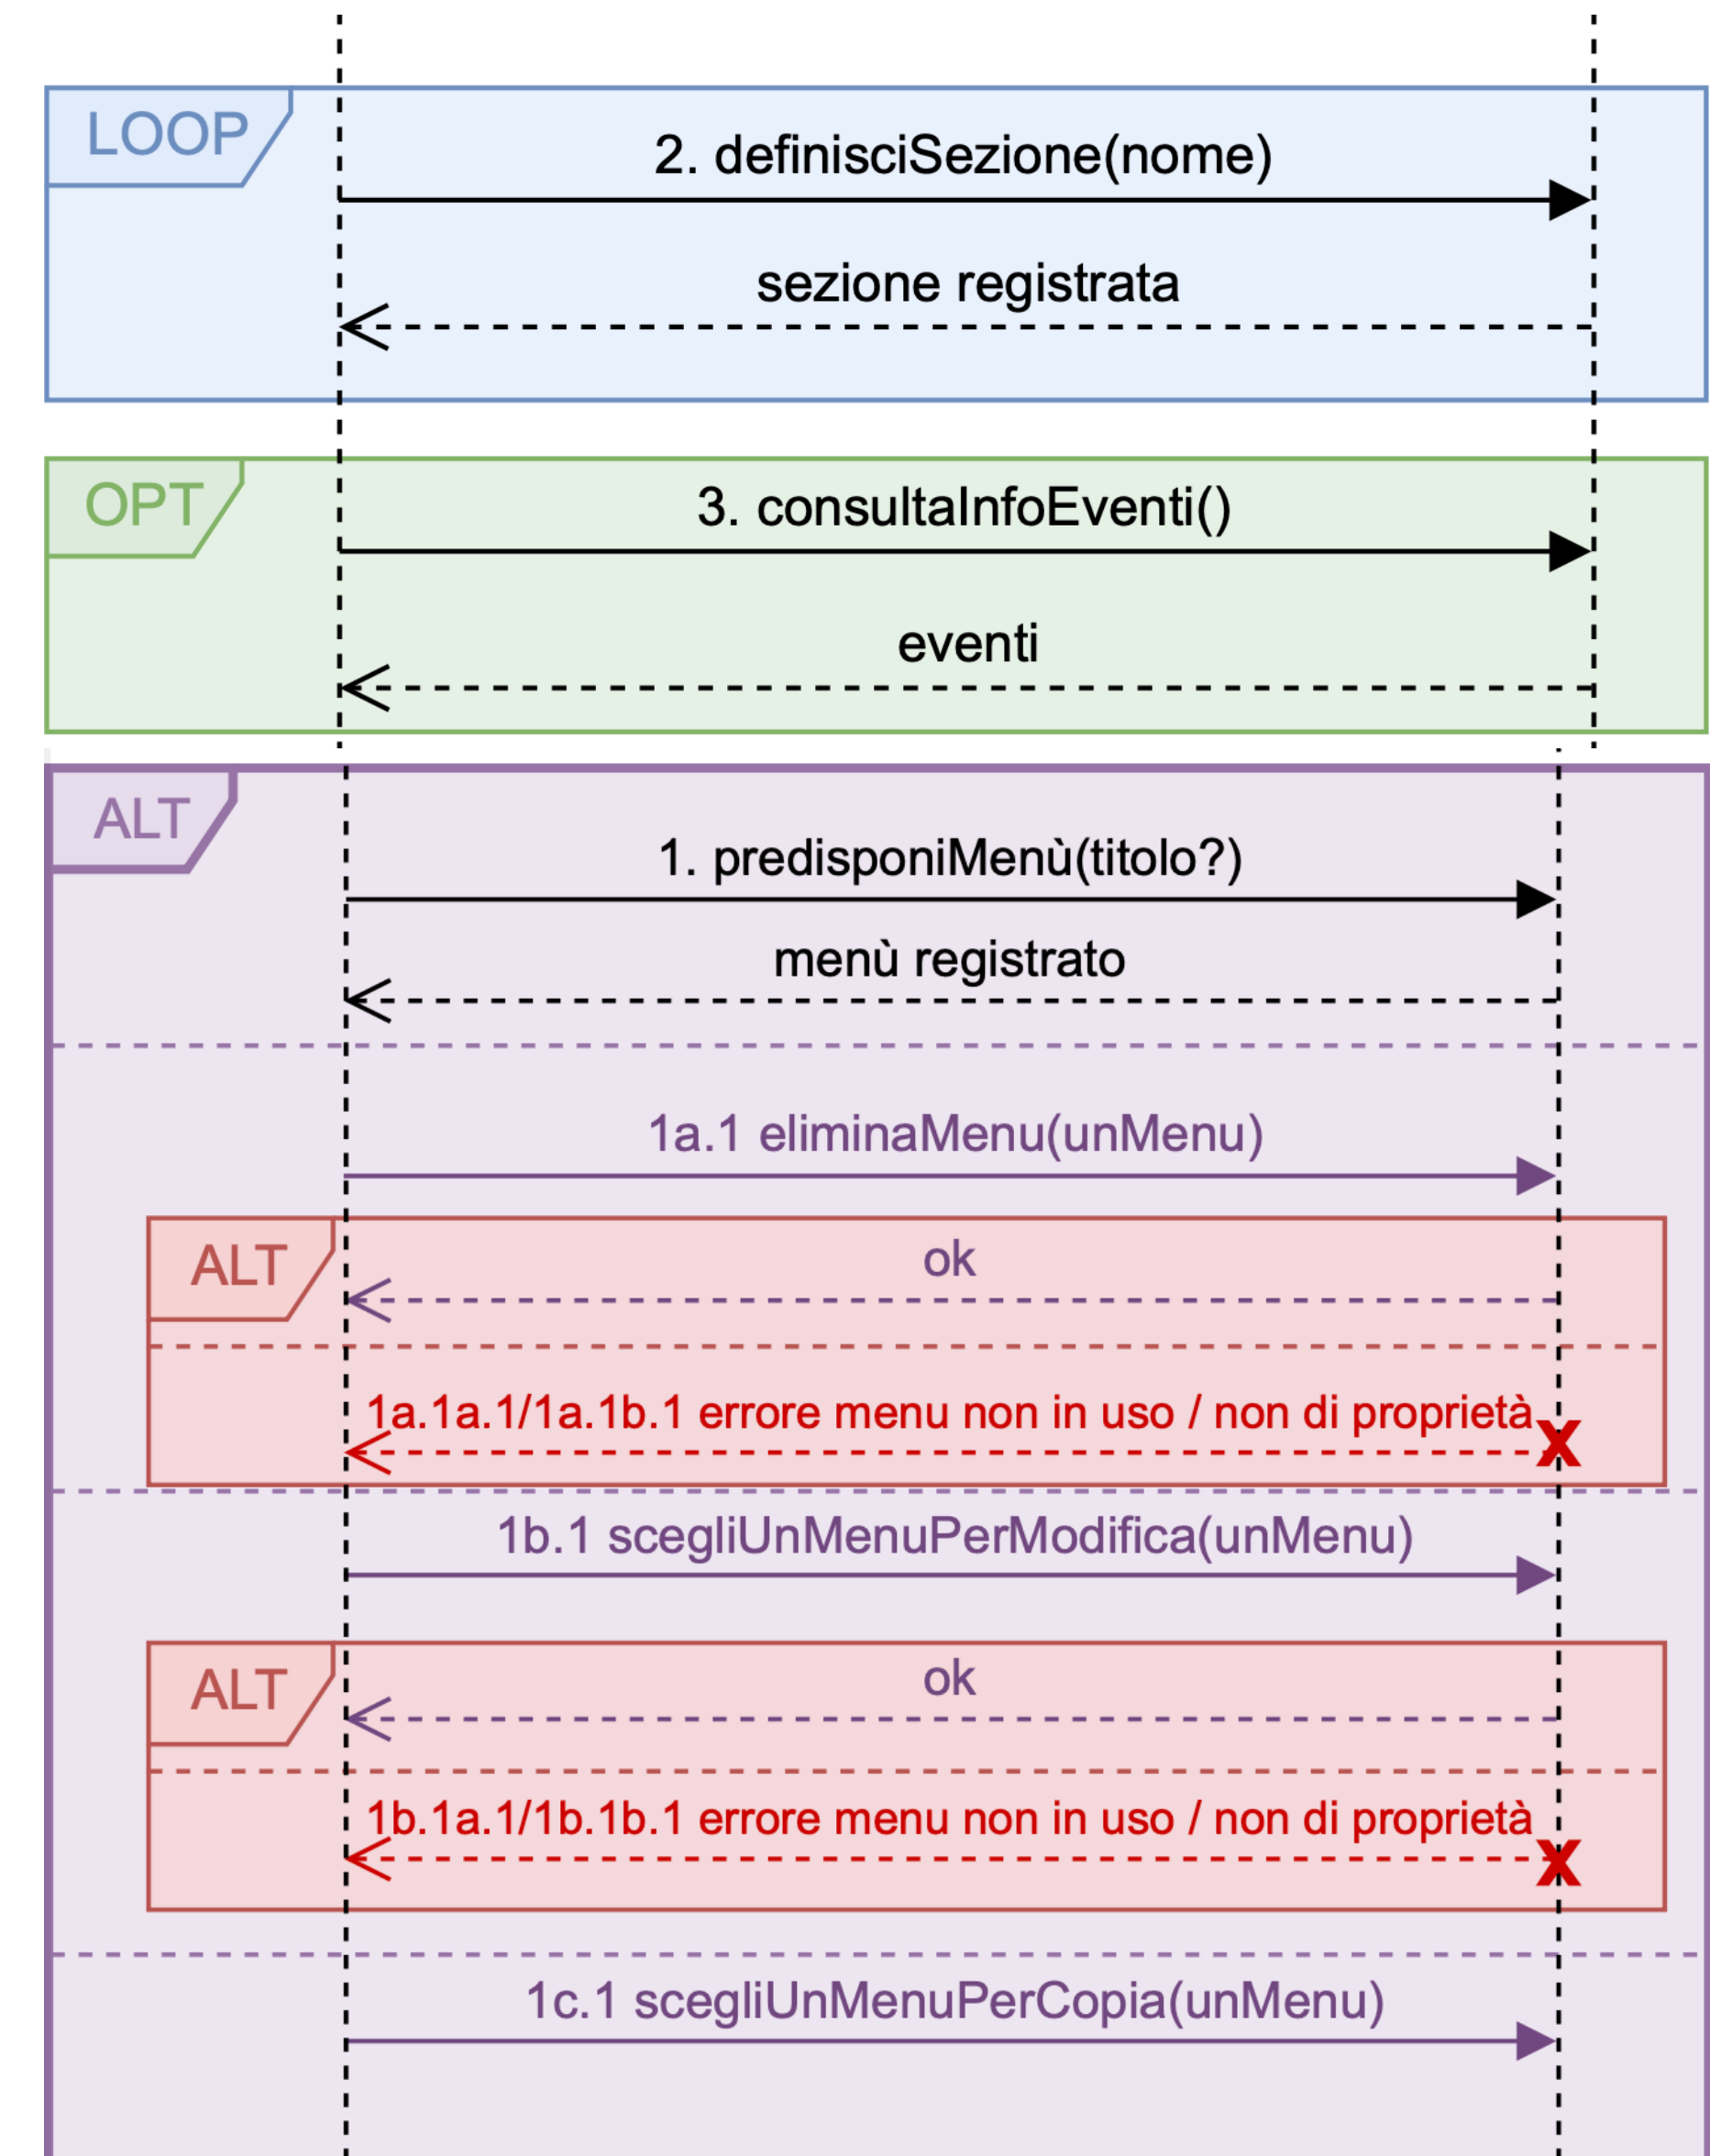 LOOP
2. definisciSezione(nome)
sezione registrata
OPT
3. consultaInfoEventi()
eventi
ALT
1. predisponiMenù(titolo?)
menù registrato
1a.1 eliminaMenu(unMenu)
ALT
ok
1a.1a.1/1a.1b.1 errore menu non in uso / non di proprietà
X
1b.1 scegliUnMenuPerModifica(unMenu)
ALT
ok
1b.1a.1/1b.1b.1 errore menu non in uso / non di proprietà
X
1c.1 scegliUnMenuPerCopia(unMenu)